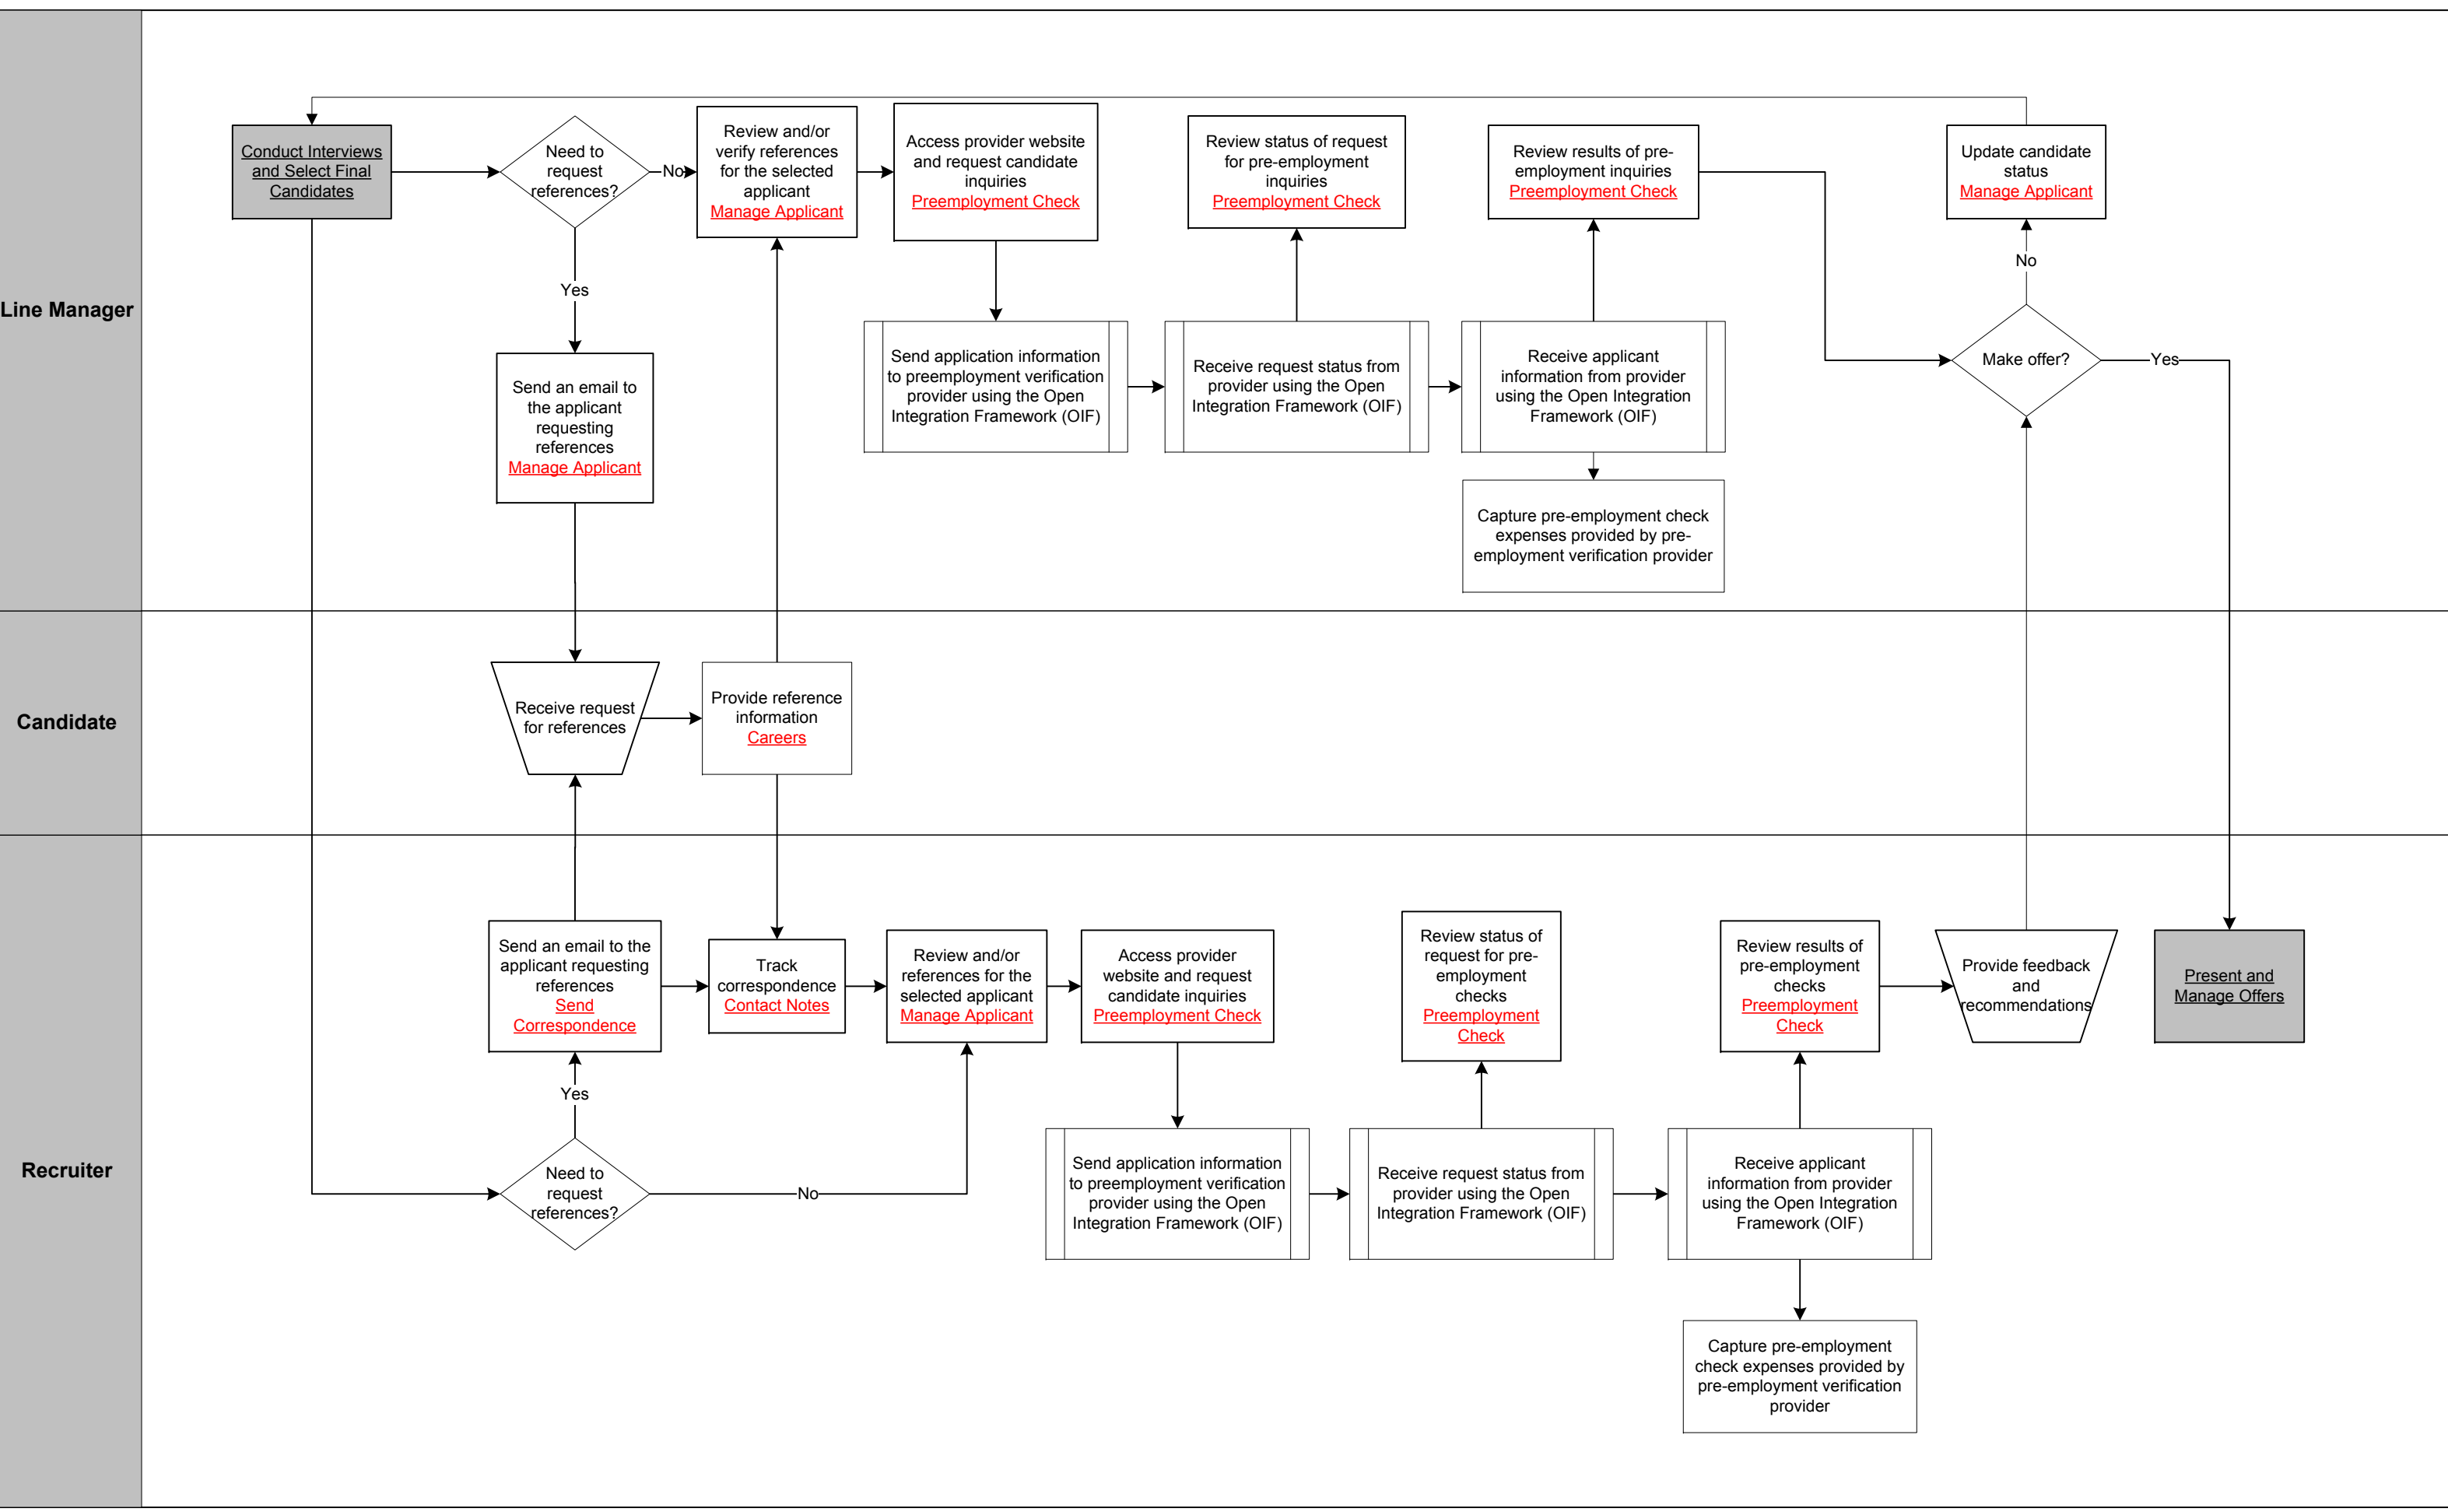 Line Manager
Conduct Interviews
and Select Final
Candidates
Need to
request
references?
No
Yes
Review and/or
verify references
for the selected
applicant
Manage Applicant
Access provider website
and request candidate
inquiries
Preemployment Check
Review status of request
for pre-employment
inquiries
Preemployment Check
Review results of pre-
employment inquiries
Preemployment Check
Update candidate
status
Manage Applicant
No
Make offer?
Yes
Send an email to
the applicant
requesting
references
Manage Applicant
Send application information
to preemployment verification
provider using the Open
Integration Framework (OIF)
Receive request status from
provider using the Open
Integration Framework (OIF)
Receive applicant
information from provider
using the Open Integration
Framework (OIF)
Capture pre-employment check
expenses provided by pre-
employment verification provider
Candidate
Receive request
for references
Provide reference
information
Careers
Recruiter
Send an email to the
applicant requesting
references
Send
Correspondence
Track
correspondence
Contact Notes
Review and/or
references for the
selected applicant
Manage Applicant
Access provider
website and request
candidate inquiries
Preemployment Check
Review status of
request for pre-
employment
checks
Preemployment
Check
Review results of
pre-employment
checks
Preemployment
Check
Provide feedback
and
recommendations
Present and
Manage Offers
Yes
Need to
request
references?
No
Send application information
to preemployment verification
provider using the Open
Integration Framework (OIF)
Receive request status from
provider using the Open
Integration Framework (OIF)
Receive applicant
information from provider
using the Open Integration
Framework (OIF)
Capture pre-employment
check expenses provided by
pre-employment verification
provider